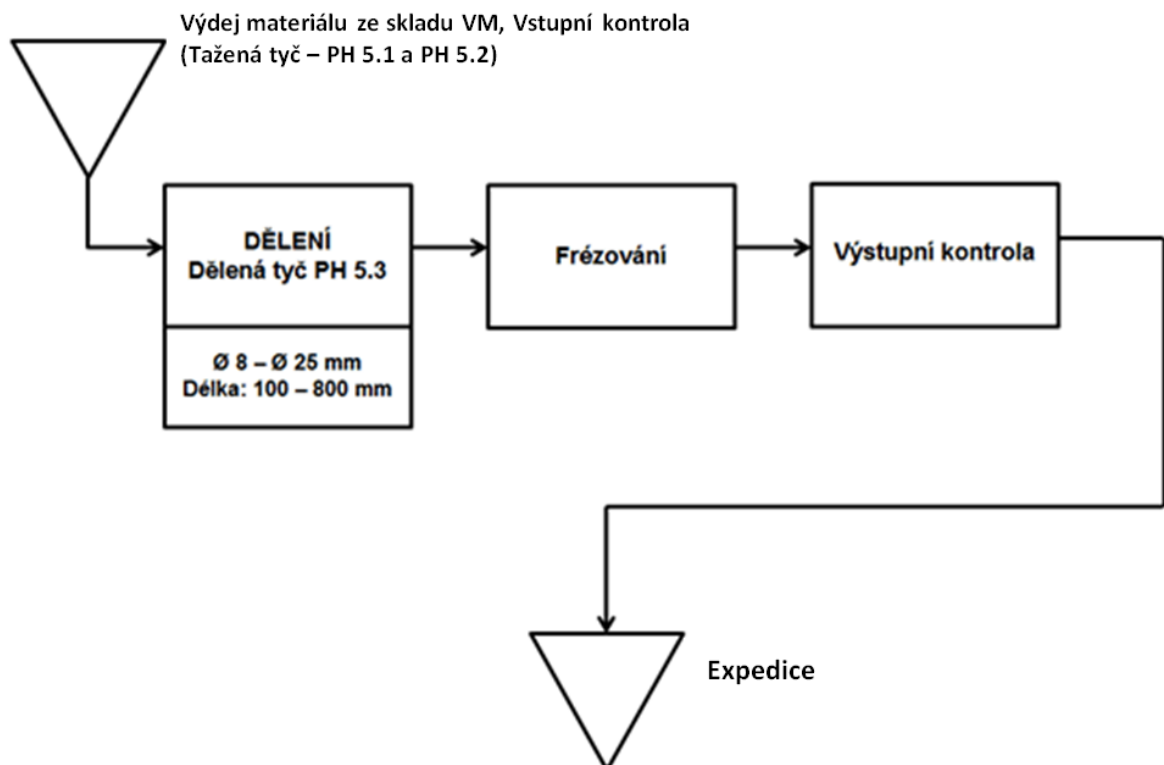 Výdej materiálu ze skladu VM, Vstupní kontrola
(Tažená tyč – PH 5.1 a PH 5.2)
DĚLENÍ
Dělená tyč PH 5.3
Ø 8 – Ø 25 mm
Délka: 100 – 800 mm
Frézování
Výstupní kontrola
Expedice